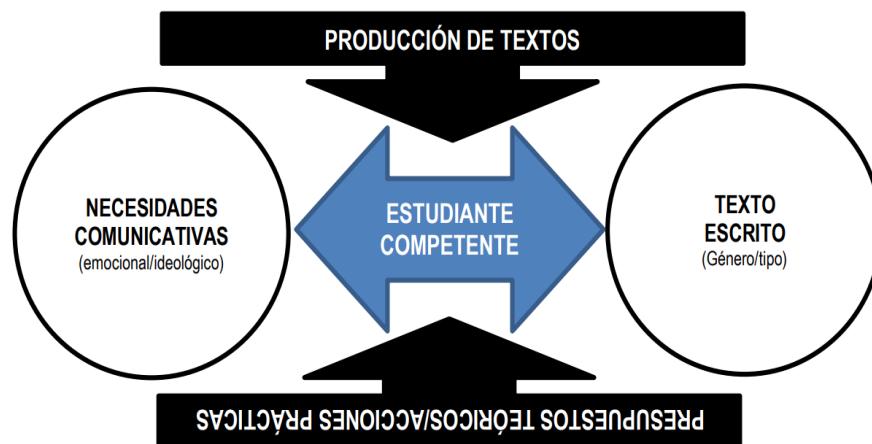 PRODUCCIÓN DE TEXTOS
NECESIDADES
COMUNICATIVAS
(emocional/ideológico)
ESTUDIANTE
COMPETENTE
TEXTO
ESCRITO
(Género/tipo)
PRESUPUESTOS TEÓRICOS/ACCIONES PRÁCTICAS